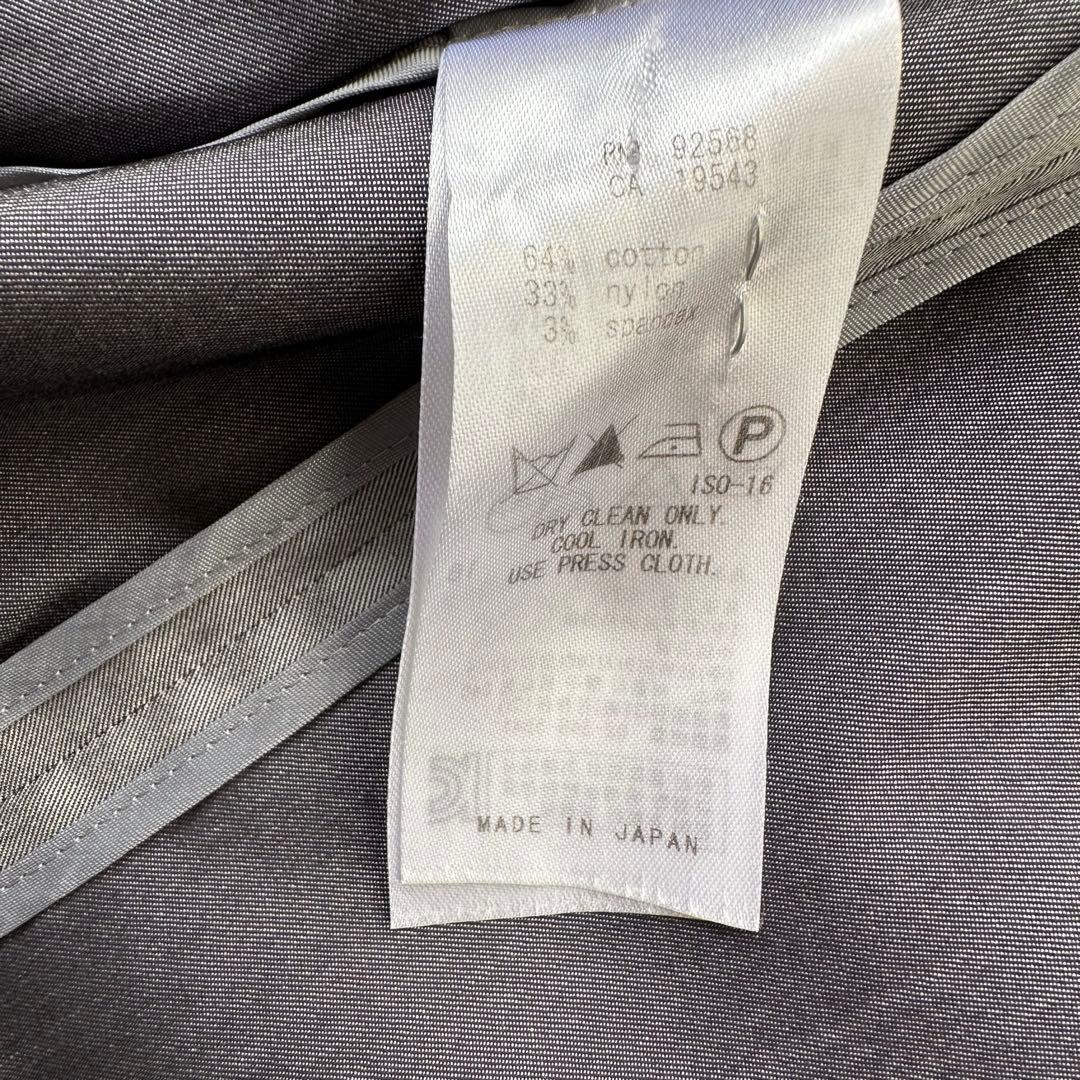 RN 92568
CA 19543
64% cotton
33% nylon
3% spandex
P
ISO-16
DRY CLEAN ONLY.
COOL IRON.
USE PRESS CLOTH.
MADE IN JAPAN